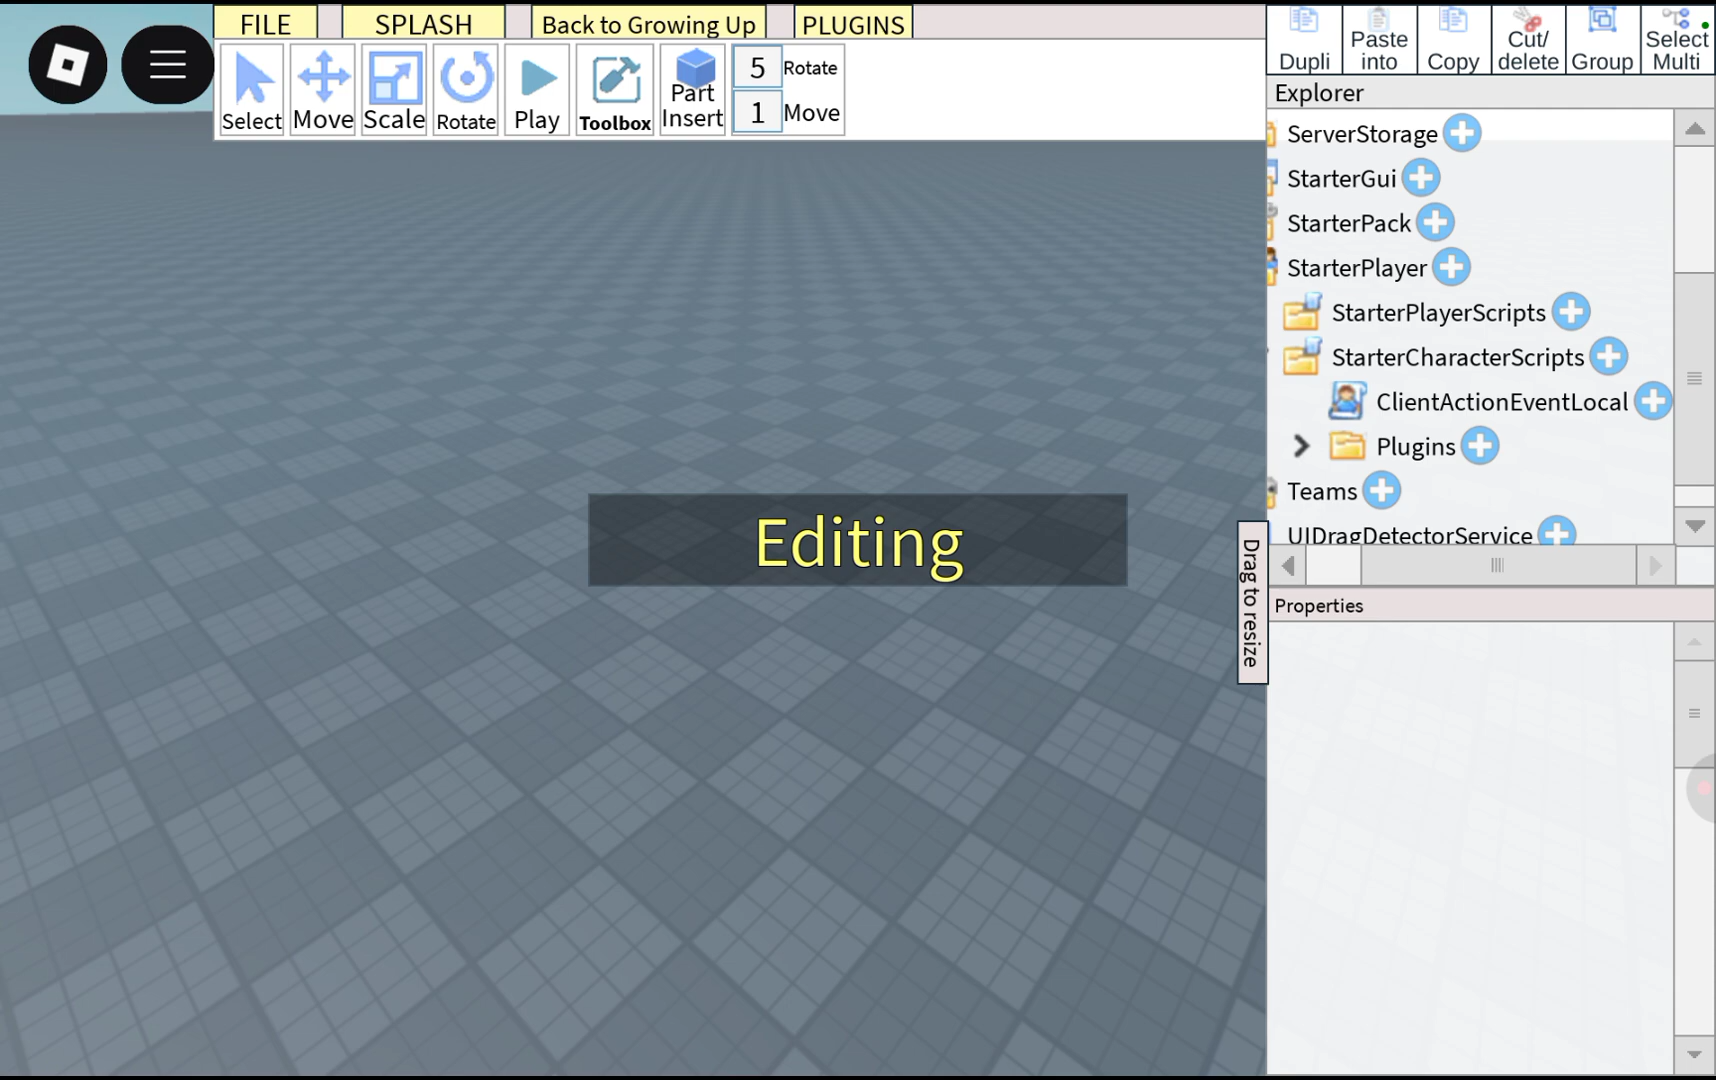 FILE
SPLASH
Back to Growing Up
PLUGINS
Select
Move
Scale
Rotate
Play
Toolbox
Part
Insert
5 Rotate
1 Move
Dupli
Paste
into
Copy
Cut/
delete
Group
Select
Multi
Explorer
ServerStorage
StarterGui
StarterPack
StarterPlayer
StarterPlayerScripts
StarterCharacterScripts
ClientActionEventLocal
Plugins
Teams
UIDragDetectorService
Editing
Drag to resize
Properties